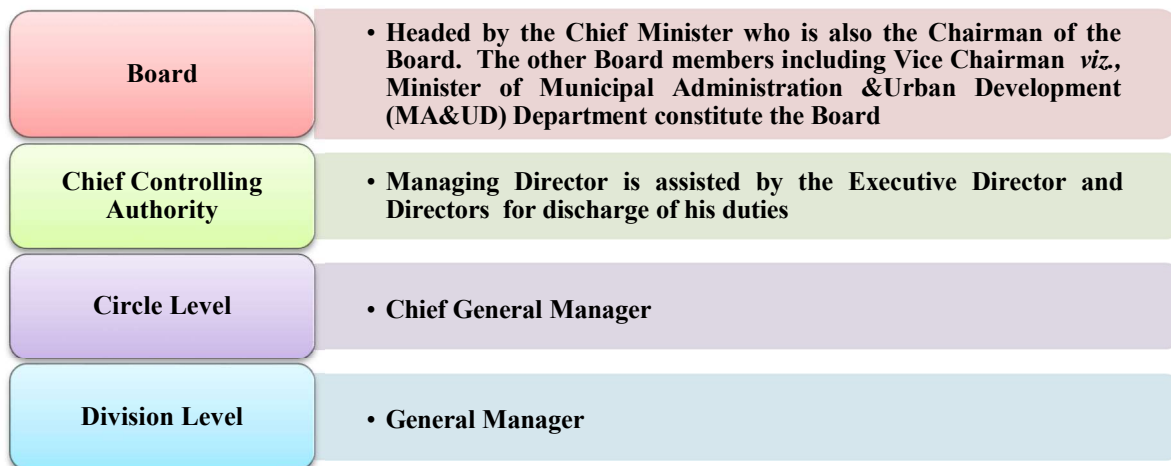 Board
• Headed by the Chief Minister who is also the Chairman of the
Board. The other Board members including Vice Chairman viz.,
Minister of Municipal Administration &Urban Development
(MA&UD) Department constitute the Board
Chief Controlling
Authority
• Managing Director is assisted by the Executive Director and
Directors for discharge of his duties
Circle Level
• Chief General Manager
Division Level
• General Manager